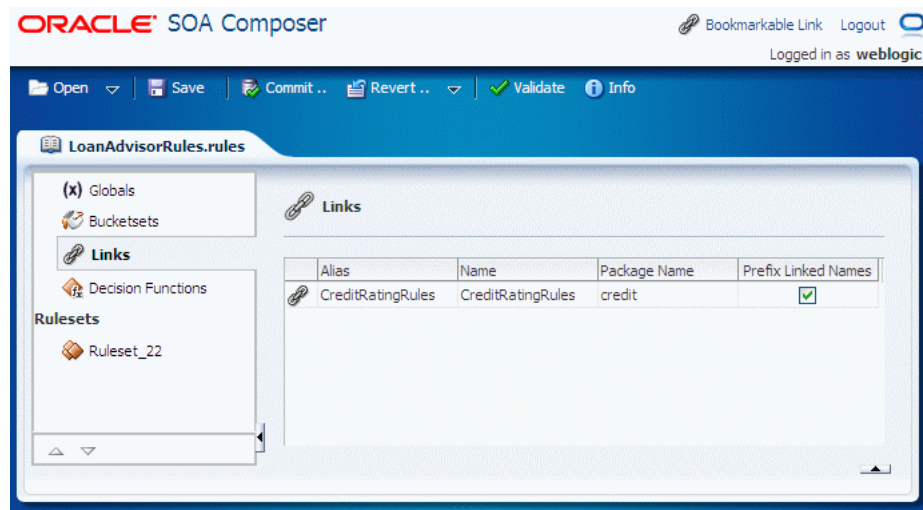 ORACLE SOA Composer
Bookmarkable Link Logout
Logged in as weblogic
Open Save Commit .. Revert .. Validate Info
LoanAdvisorRules.rules
(x) Globals
Bucketsets
Links
Decision Functions
Rulesets
Ruleset_22
Links
Alias Name Package Name Prefix Linked Names
CreditRatingRules CreditRatingRules credit